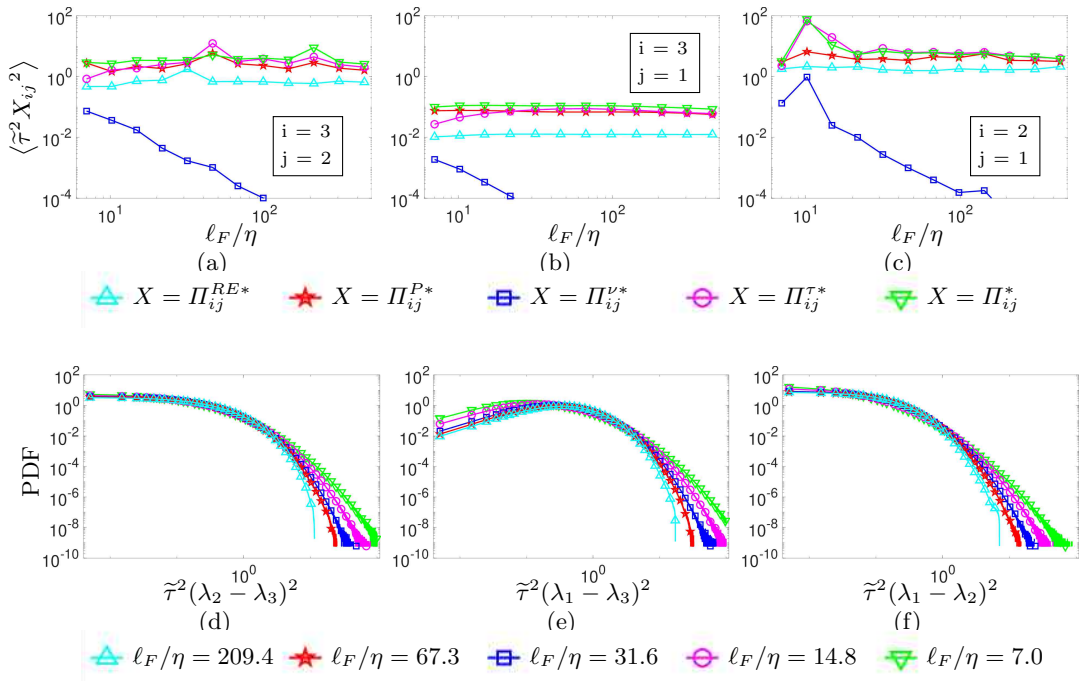 10^2 10^0 10^-2 10^-4
⟨τ̃^2 X_ij^2⟩
i = 3
j = 2
10^1 10^2
ℓ_F/η
(a)
10^2 10^0 10^-2 10^-4
i = 3
j = 1
10^1 10^2
ℓ_F/η
(b)
10^2 10^0 10^-2 10^-4
i = 2
j = 1
10^1 10^2
ℓ_F/η
(c)
X = Π_ij^{RE*} X = Π_ij^{P*} X = Π_ij^{ν*} X = Π_ij^{τ*} X = Π_ij^*
10^2 10^0 10^-2 10^-4 10^-6 10^-8 10^-10
PDF
10^0
τ̃^2(λ_2 − λ_3)^2
(d)
10^2 10^0 10^-2 10^-4 10^-6 10^-8 10^-10
10^0
τ̃^2(λ_1 − λ_3)^2
(e)
10^2 10^0 10^-2 10^-4 10^-6 10^-8 10^-10
10^0
τ̃^2(λ_1 − λ_2)^2
(f)
ℓ_F/η = 209.4 ℓ_F/η = 67.3 ℓ_F/η = 31.6 ℓ_F/η = 14.8 ℓ_F/η = 7.0